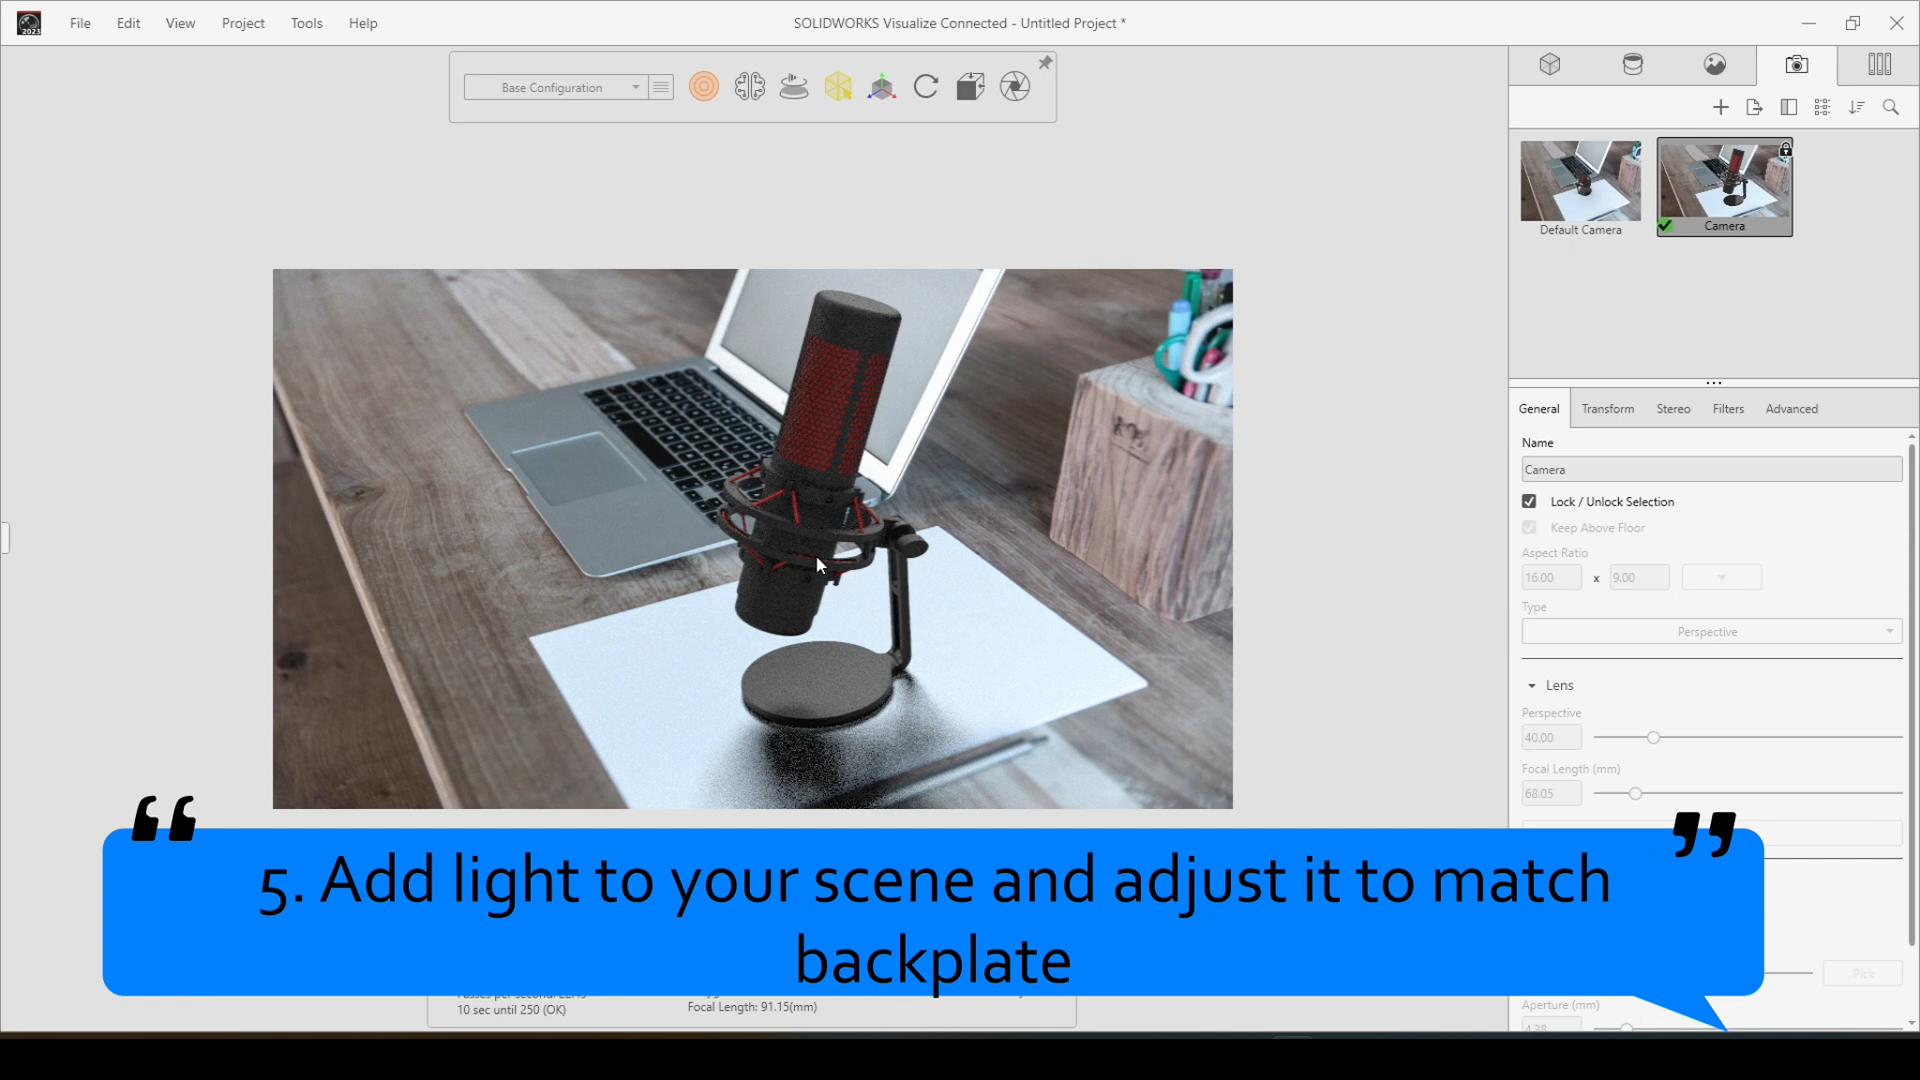 File Edit View Project Tools Help
SOLIDWORKS Visualize Connected - Untitled Project *
2023
Base Configuration
Default Camera
Camera
General Transform Stereo Filters Advanced
Name
Camera
Lock / Unlock Selection
Keep Above Floor
Aspect Ratio
16.00 x 9.00
Type
Perspective
Lens
Perspective
40.00
Focal Length (mm)
68.05
“ 5. Add light to your scene and adjust it to match ”
backplate
Pick
Focal Length: 91.15(mm)
10 sec until 250 (OK)
Aperture (mm)
4.38